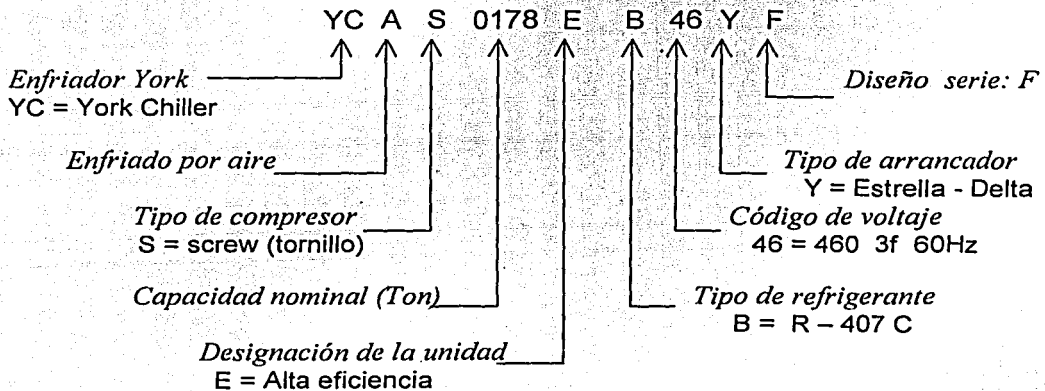 YC A S 0178 E B 46 Y F
Enfriador York
YC = York Chiller
Diseño serie: F
Enfriado por aire
Tipo de arrancador
Y = Estrella - Delta
Tipo de compresor
S = screw (tornillo)
Código de voltaje
46 = 460 3f 60Hz
Capacidad nominal (Ton)
Tipo de refrigerante
B = R – 407 C
Designación de la unidad
E = Alta eficiencia